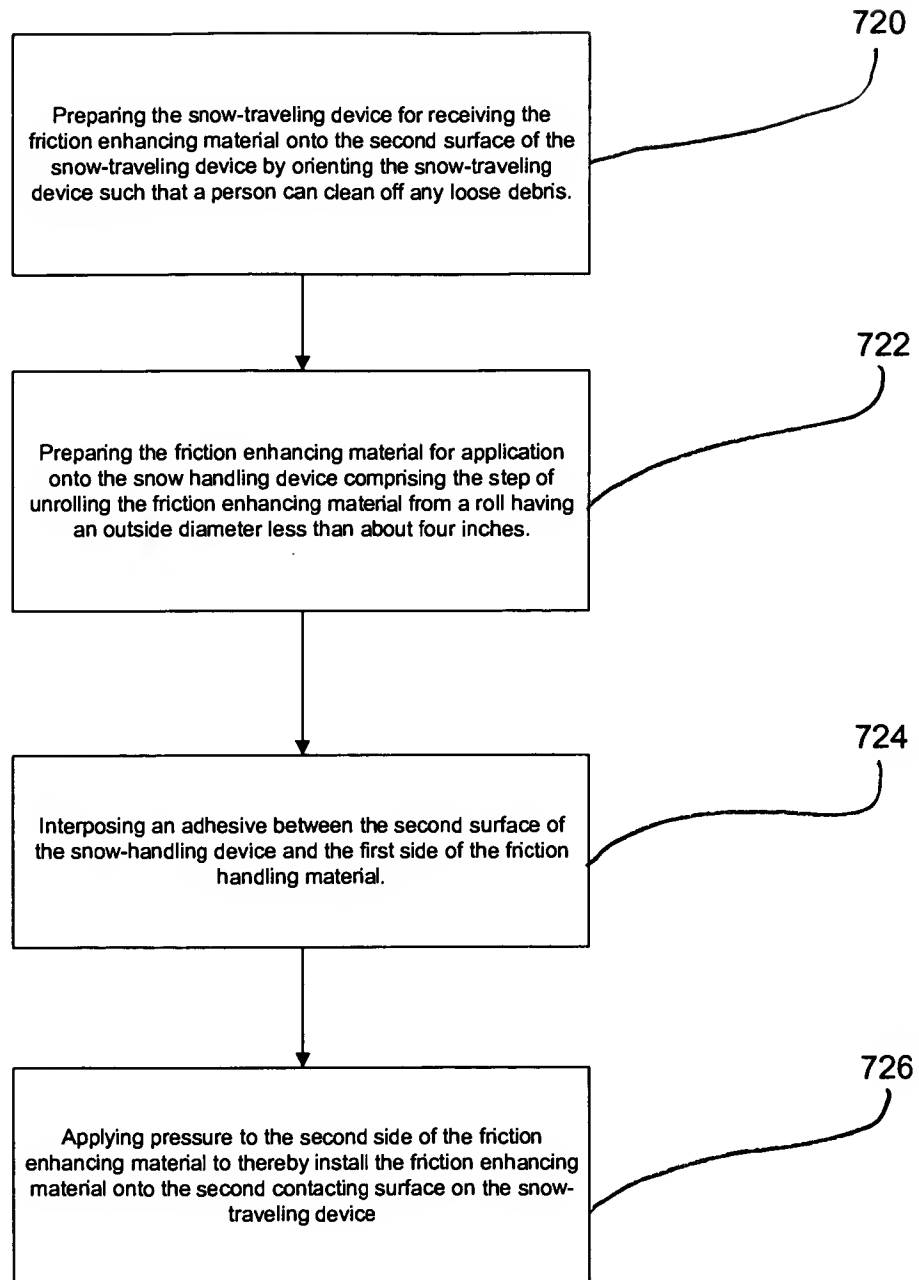 720
Preparing the snow-traveling device for receiving the
friction enhancing material onto the second surface of the
snow-traveling device by orienting the snow-traveling
device such that a person can clean off any loose debris.
722
Preparing the friction enhancing material for application
onto the snow handling device comprising the step of
unrolling the friction enhancing material from a roll having
an outside diameter less than about four inches.
724
Interposing an adhesive between the second surface of
the snow-handling device and the first side of the friction
handling material.
726
Applying pressure to the second side of the friction
enhancing material to thereby install the friction enhancing
material onto the second contacting surface on the snow-
traveling device